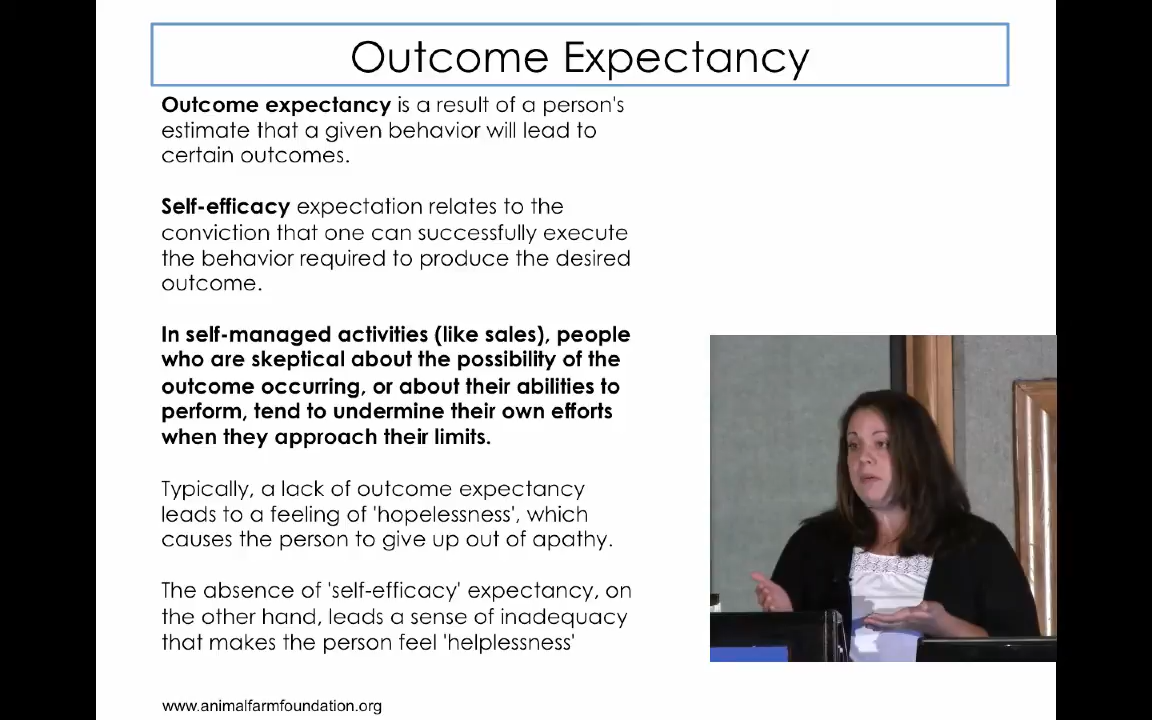 Outcome Expectancy
Outcome expectancy is a result of a person's
estimate that a given behavior will lead to
certain outcomes.
Self-efficacy expectation relates to the
conviction that one can successfully execute
the behavior required to produce the desired
outcome.
In self-managed activities (like sales), people
who are skeptical about the possibility of the
outcome occurring, or about their abilities to
perform, tend to undermine their own efforts
when they approach their limits.
Typically, a lack of outcome expectancy
leads to a feeling of 'hopelessness', which
causes the person to give up out of apathy.
The absence of 'self-efficacy' expectancy, on
the other hand, leads a sense of inadequacy
that makes the person feel 'helplessness'
www.animalfarmfoundation.org